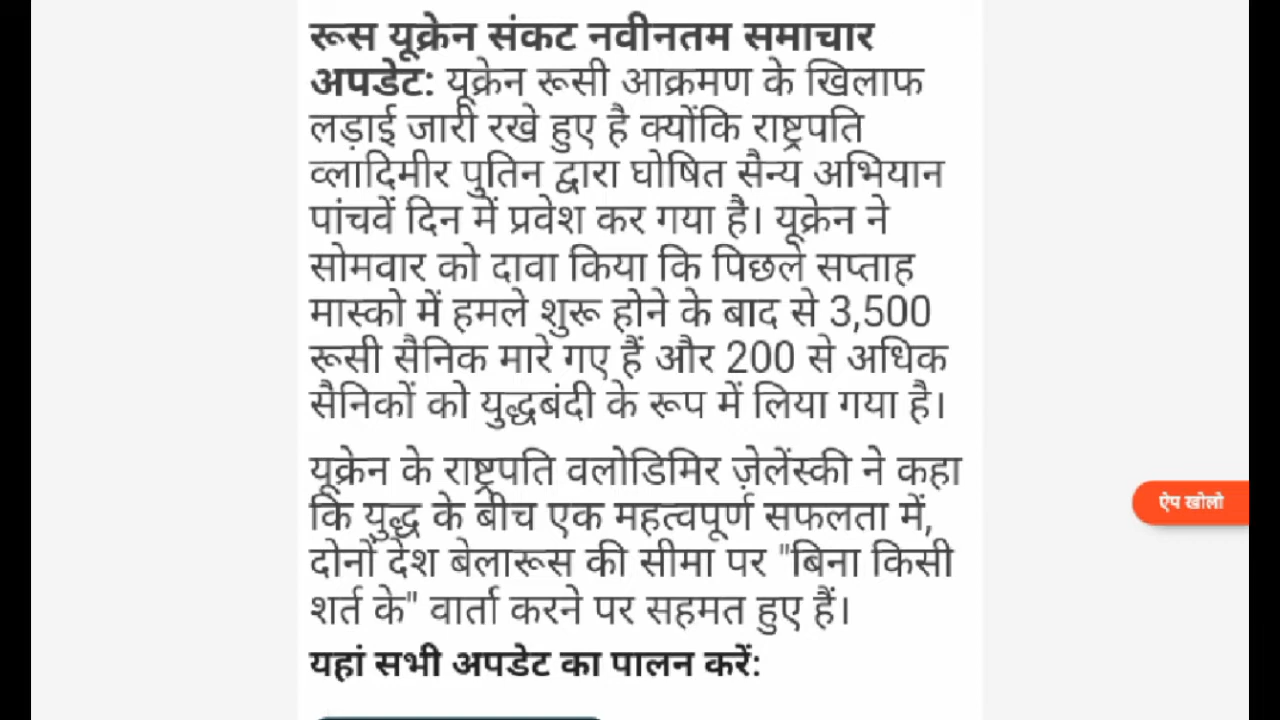 रूस यूक्रेन संकट नवीनतम समाचार
अपडेट: यूक्रेन रूसी आक्रमण के खिलाफ
लड़ाई जारी रखे हुए है क्योंकि राष्ट्रपति
व्लादिमीर पुतिन द्वारा घोषित सैन्य अभियान
पांचवें दिन में प्रवेश कर गया है। यूक्रेन ने
सोमवार को दावा किया कि पिछले सप्ताह
मास्को में हमले शुरू होने के बाद से 3,500
रूसी सैनिक मारे गए हैं और 200 से अधिक
सैनिकों को युद्धबंदी के रूप में लिया गया है।
यूक्रेन के राष्ट्रपति वलोडिमिर ज़ेलेंस्की ने कहा
कि युद्ध के बीच एक महत्वपूर्ण सफलता में,
दोनों देश बेलारूस की सीमा पर "बिना किसी
शर्त के" वार्ता करने पर सहमत हुए हैं।
यहां सभी अपडेट का पालन करें:
ऐप खोलो